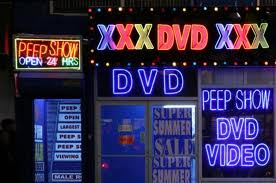 XXX DVD XXX
PEEP SHOW
OPEN 24 HRS
DVD
PEEP SHOW
DVD
VIDEO
PEEP
OPEN
LARGEST
PEEP SHOW
VIEWING
SUPER
SUMMER
SALE
SUPER
SUMMER